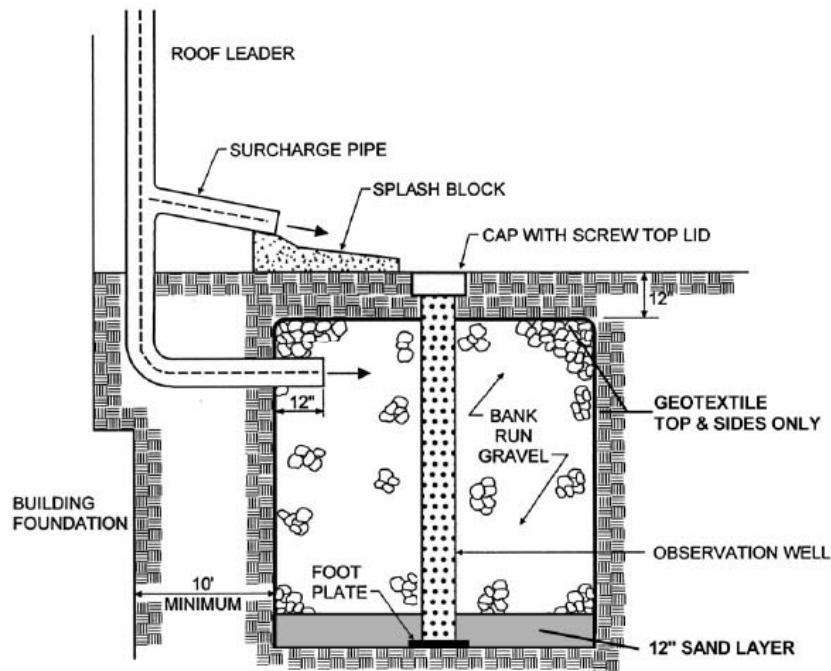 ROOF LEADER
SURCHARGE PIPE
SPLASH BLOCK
CAP WITH SCREW TOP LID
12"
12"
GEOTEXTILE
TOP & SIDES ONLY
BANK
RUN
GRAVEL
BUILDING
FOUNDATION
OBSERVATION WELL
FOOT
PLATE
10'
MINIMUM
12" SAND LAYER